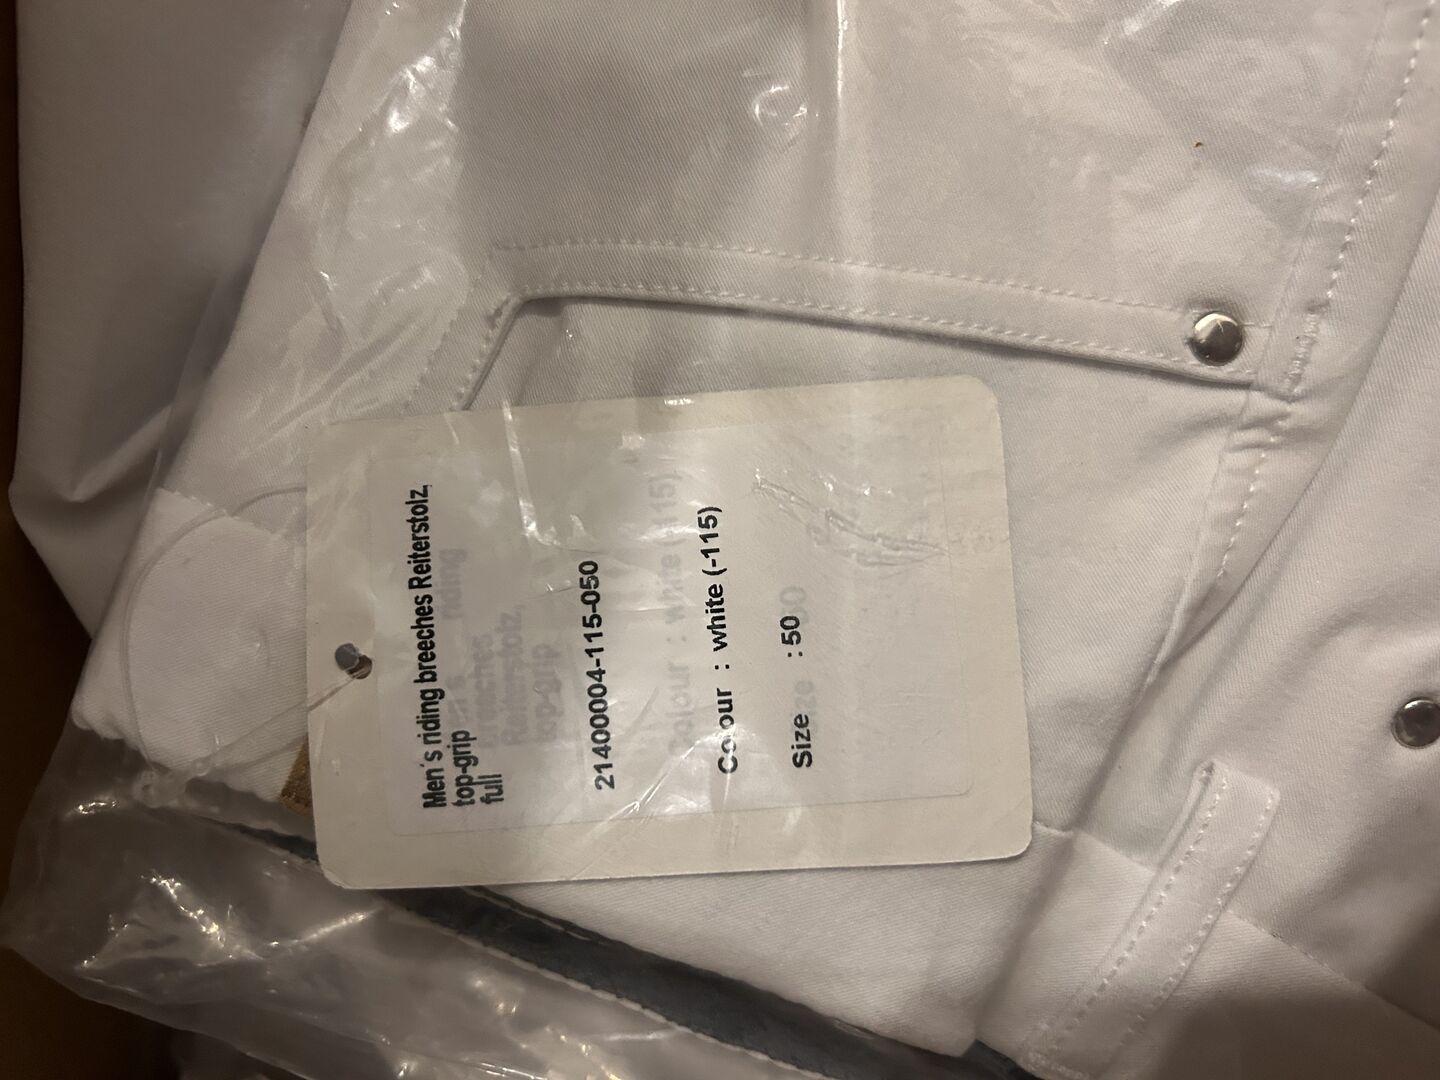 Men´s riding breeches Reiterstolz,
top-grip
full
21400004-115-050
Colour : white (-115)
Size : 50